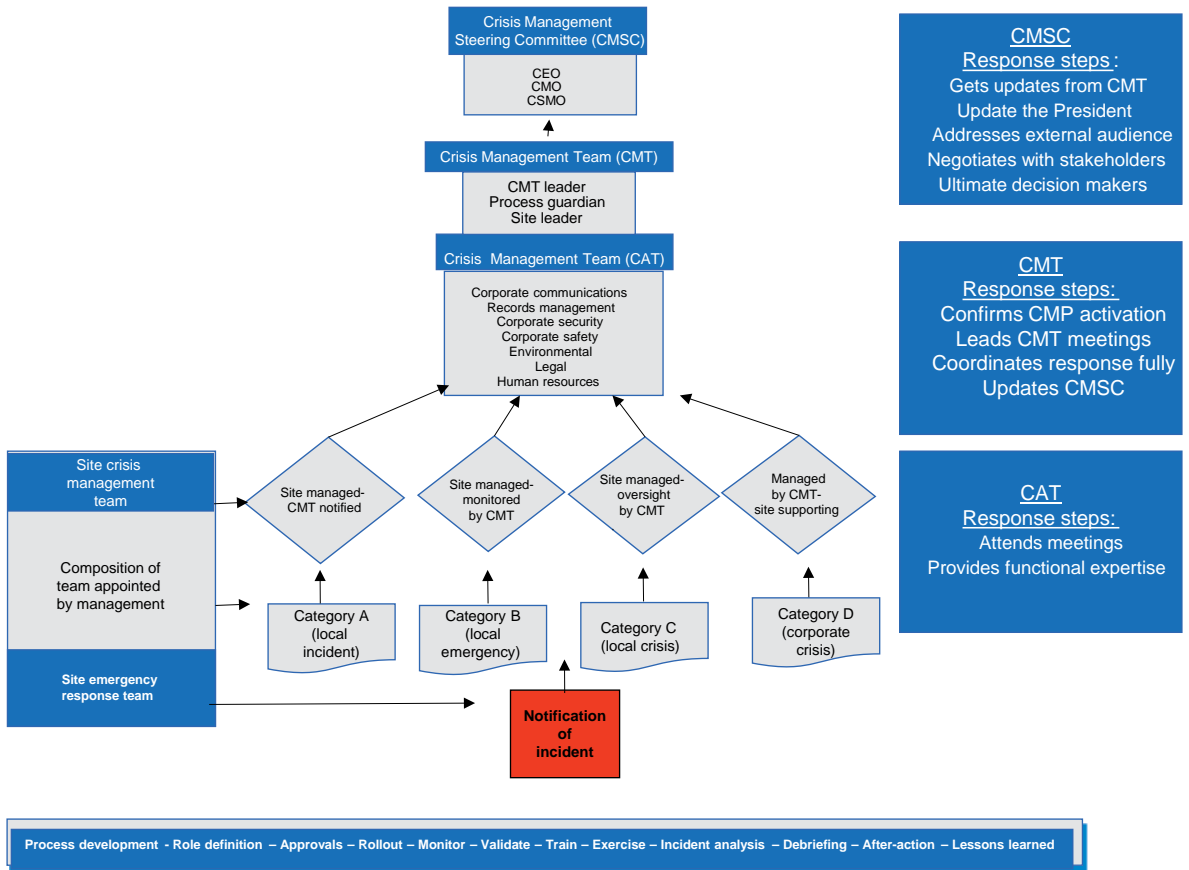 Crisis Management
Steering Committee (CMSC)
CEO
CMO
CSMO
Crisis Management Team (CMT)
CMT leader
Process guardian
Site leader
Crisis Management Team (CAT)
Corporate communications
Records management
Corporate security
Corporate safety
Environmental
Legal
Human resources
CMSC
Response steps:
Gets updates from CMT
Update the President
Addresses external audience
Negotiates with stakeholders
Ultimate decision makers
CMT
Response steps:
Confirms CMP activation
Leads CMT meetings
Coordinates response fully
Updates CMSC
CAT
Response steps:
Attends meetings
Provides functional expertise
Site crisis
management
team
Composition of
team appointed
by management
Site emergency
response team
Site managed-
CMT notified
Site managed-
monitored
by CMT
Site managed-
oversight
by CMT
Managed
by CMT-
site supporting
Category A
(local
incident)
Category B
(local
emergency)
Category C
(local crisis)
Category D
(corporate
crisis)
Notification
of
incident
Process development - Role definition – Approvals – Rollout – Monitor – Validate – Train – Exercise – Incident analysis – Debriefing – After-action – Lessons learned